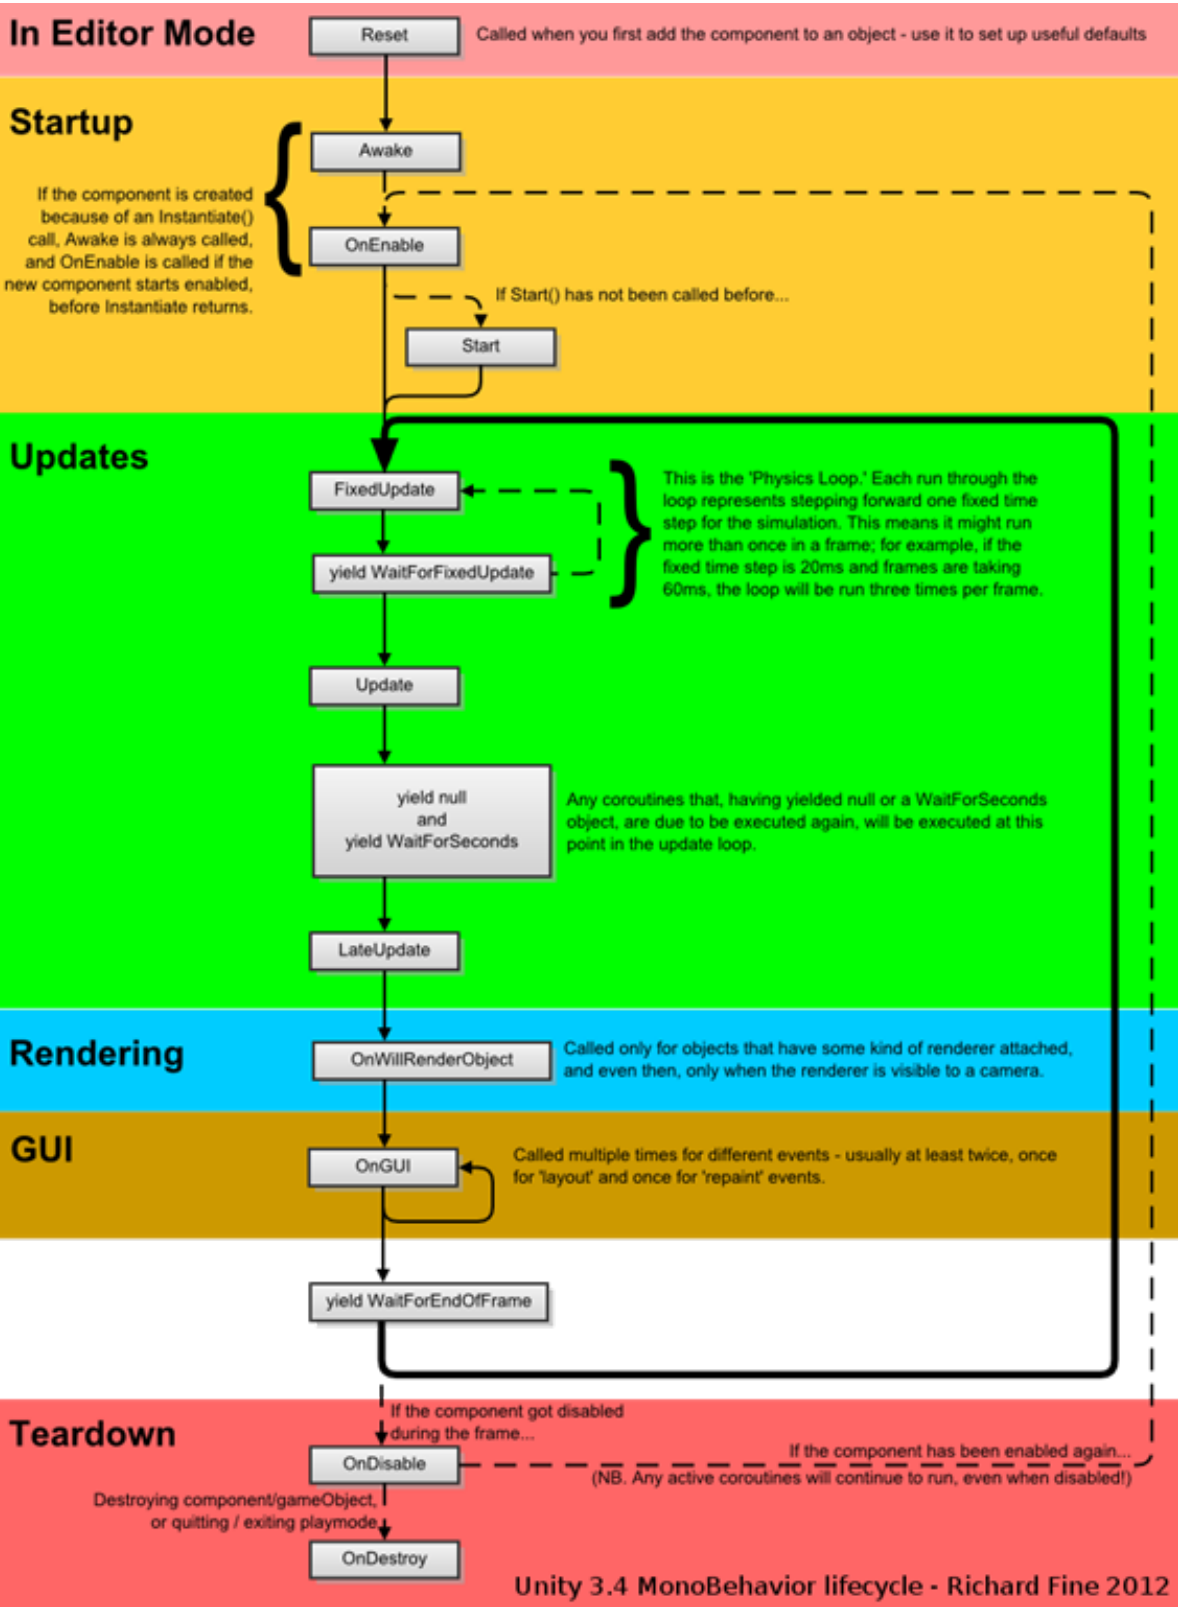 In Editor Mode
Reset
Called when you first add the component to an object - use it to set up useful defaults
Startup
Awake
If the component is created
because of an Instantiate()
call, Awake is always called,
and OnEnable is called if the
new component starts enabled,
before Instantiate returns.
OnEnable
If Start() has not been called before...
Start
Updates
FixedUpdate
yield WaitForFixedUpdate
This is the 'Physics Loop.' Each run through the
loop represents stepping forward one fixed time
step for the simulation. This means it might run
more than once in a frame; for example, if the
fixed time step is 20ms and frames are taking
60ms, the loop will be run three times per frame.
Update
yield null
and
yield WaitForSeconds
Any coroutines that, having yielded null or a WaitForSeconds
object, are due to be executed again, will be executed at this
point in the update loop.
LateUpdate
Rendering
OnWillRenderObject
Called only for objects that have some kind of renderer attached,
and even then, only when the renderer is visible to a camera.
GUI
OnGUI
Called multiple times for different events - usually at least twice, once
for 'layout' and once for 'repaint' events.
yield WaitForEndOfFrame
Teardown
If the component got disabled
during the frame...
OnDisable
If the component has been enabled again...
(NB. Any active coroutines will continue to run, even when disabled!)
Destroying component/gameObject,
or quitting / exiting playmode
OnDestroy
Unity 3.4 MonoBehavior lifecycle - Richard Fine 2012